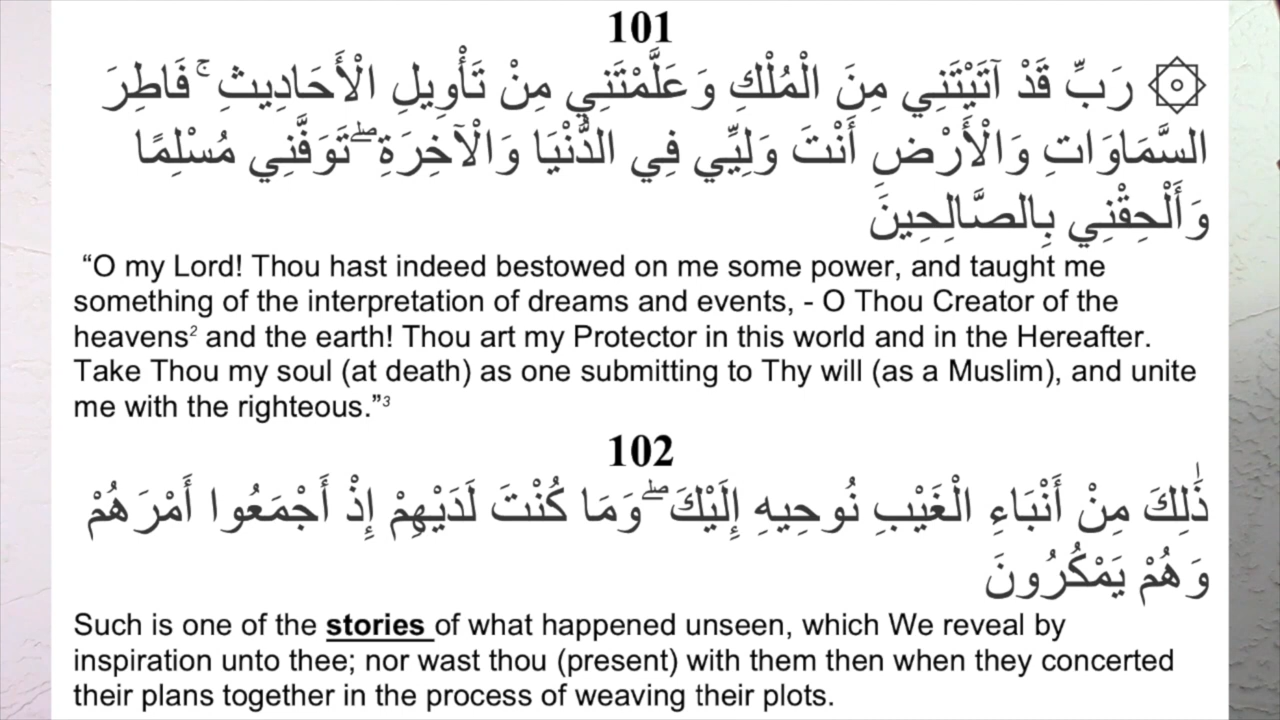 101
۞ رَبِّ قَدْ آتَيْتَنِي مِنَ الْمُلْكِ وَعَلَّمْتَنِي مِنْ تَأْوِيلِ الْأَحَادِيثِ ۚ فَاطِرَ
السَّمَاوَاتِ وَالْأَرْضِ أَنْتَ وَلِيِّي فِي الدُّنْيَا وَالْآخِرَةِ ۖ تَوَفَّنِي مُسْلِمًا
وَأَلْحِقْنِي بِالصَّالِحِينَ
“O my Lord! Thou hast indeed bestowed on me some power, and taught me
something of the interpretation of dreams and events, - O Thou Creator of the
heavens² and the earth! Thou art my Protector in this world and in the Hereafter.
Take Thou my soul (at death) as one submitting to Thy will (as a Muslim), and unite
me with the righteous.”³
102
ذَٰلِكَ مِنْ أَنْبَاءِ الْغَيْبِ نُوحِيهِ إِلَيْكَ ۖ وَمَا كُنْتَ لَدَيْهِمْ إِذْ أَجْمَعُوا أَمْرَهُمْ
وَهُمْ يَمْكُرُونَ
Such is one of the stories of what happened unseen, which We reveal by
inspiration unto thee; nor wast thou (present) with them then when they concerted
their plans together in the process of weaving their plots.